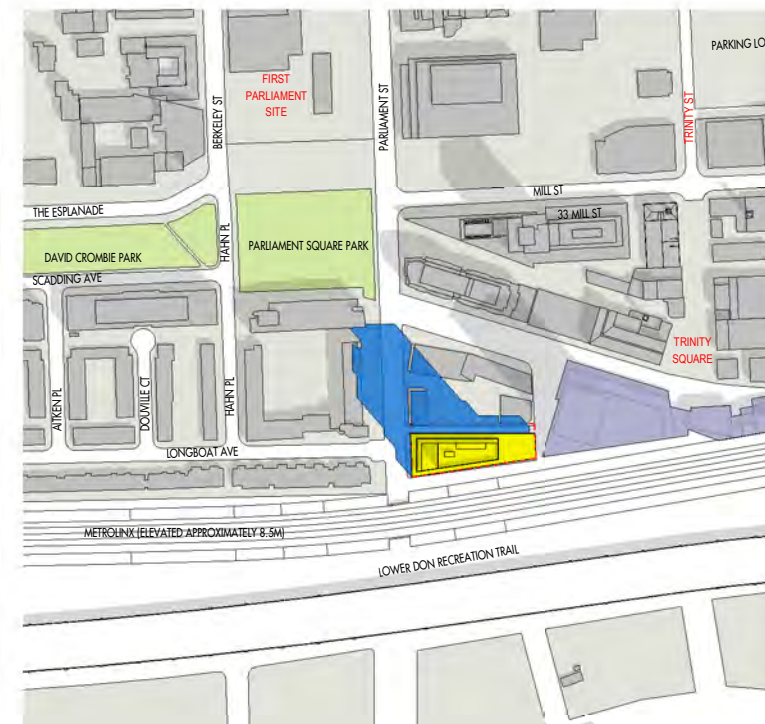 PARKING LO
FIRST
PARLIAMENT
SITE
BERKELEY ST
PARLIAMENT ST
TRINITY ST
MILL ST
THE ESPLANADE
33 MILL ST
HAHN PL
PARLIAMENT SQUARE PARK
DAVID CROMBIE PARK
SCADDING AVE
TRINITY
SQUARE
AITKEN PL
DOUVILLE CT
HAHN PL
LONGBOAT AVE
METROLINX (ELEVATED APPROXIMATELY 8.5M)
LOWER DON RECREATION TRAIL